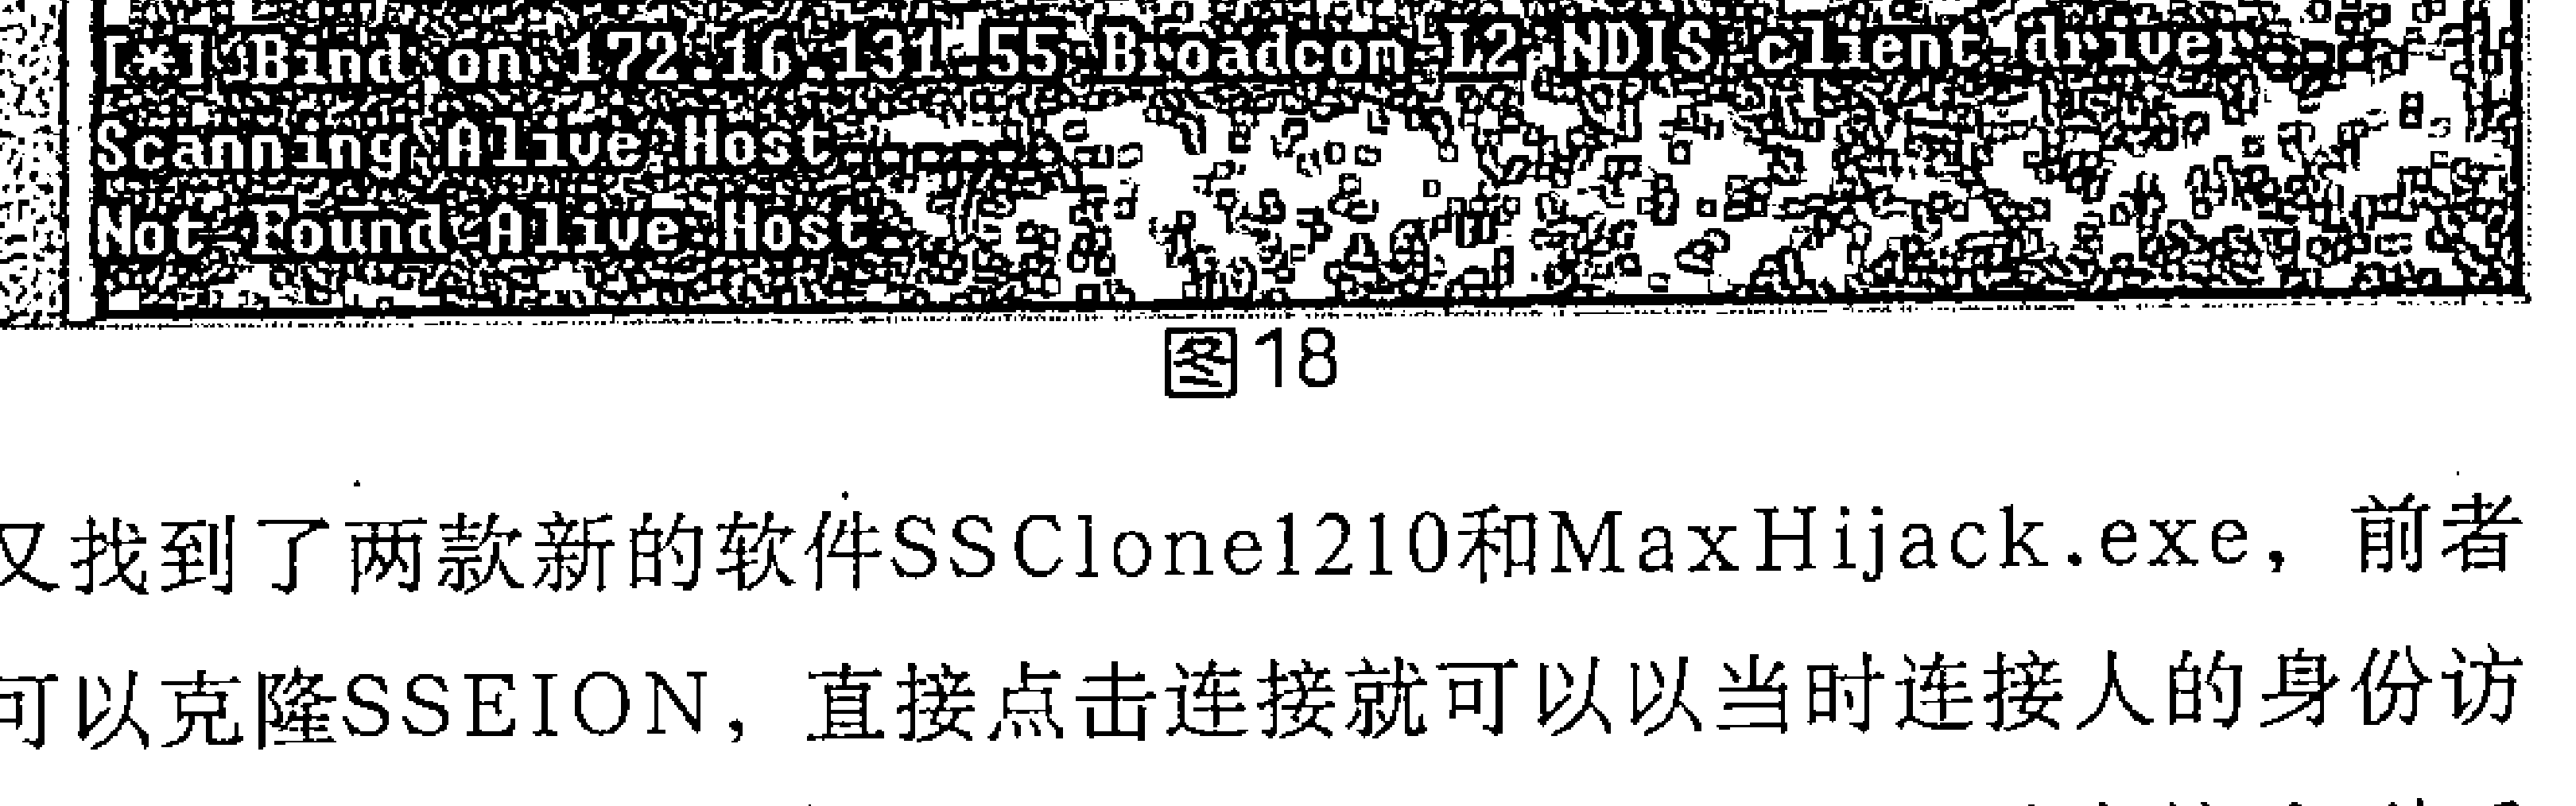 [*] Bind on 172.16.131.55 Broadcom L2 NDIS client driver
Scanning Alive Host......
Not Found Alive Host.
图18
又找到了两款新的软件SSClone1210和MaxHijack.exe，前者
可以克隆SSEION，直接点击连接就可以以当时连接人的身份访